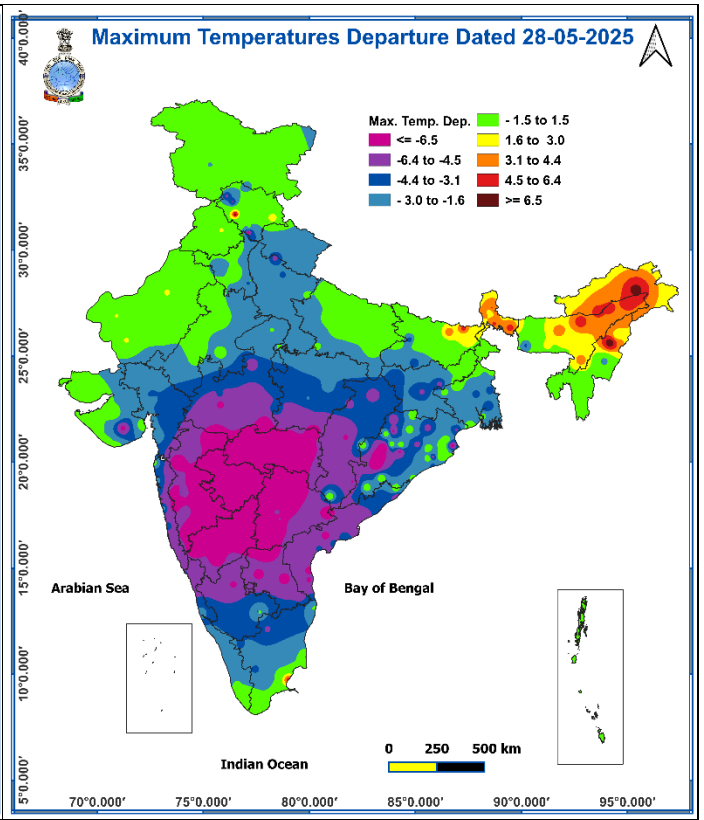 Maximum Temperatures Departure Dated 28-05-2025
Max. Temp. Dep.
<= -6.5
-6.4 to -4.5
-4.4 to -3.1
- 3.0 to -1.6
- 1.5 to 1.5
1.6 to 3.0
3.1 to 4.4
4.5 to 6.4
>= 6.5
40°0.000'
35°0.000'
30°0.000'
25°0.000'
20°0.000'
15°0.000'
10°0.000'
5°0.000'
Arabian Sea
Bay of Bengal
Indian Ocean
0 250 500 km
70°0.000' 75°0.000' 80°0.000' 85°0.000' 90°0.000' 95°0.000'